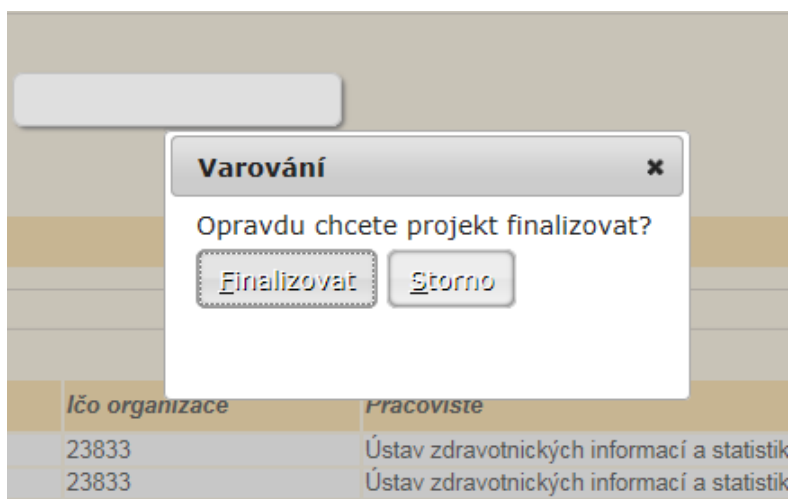 Varování
Opravdu chcete projekt finalizovat?
Finalizovat Storno
Ičo organizace Pracoviště
23833 Ústav zdravotnických informací a statistik
23833 Ústav zdravotnických informací a statistik